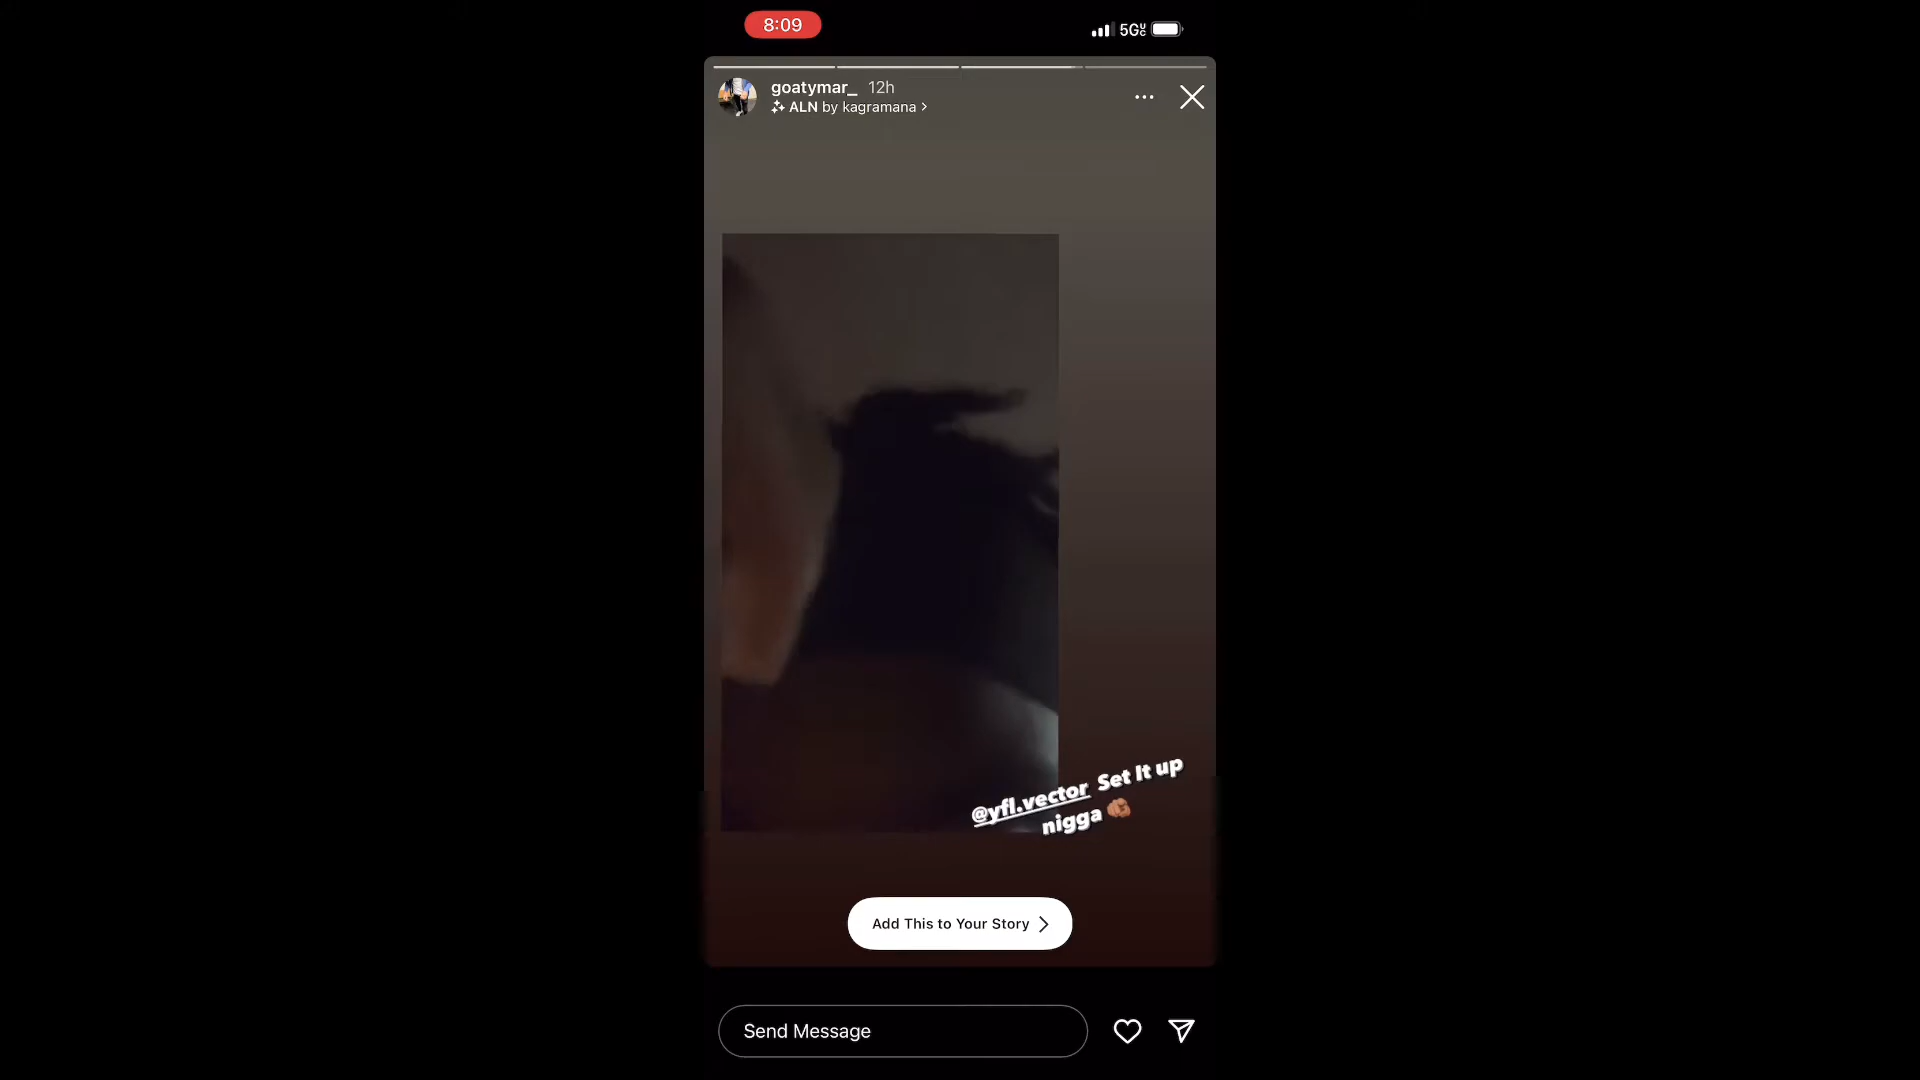 8:09
5GUC
goatymar_ 12h
ALN by kagramana >
@yfl.vector Set It up
nigga
Add This to Your Story >
Send Message